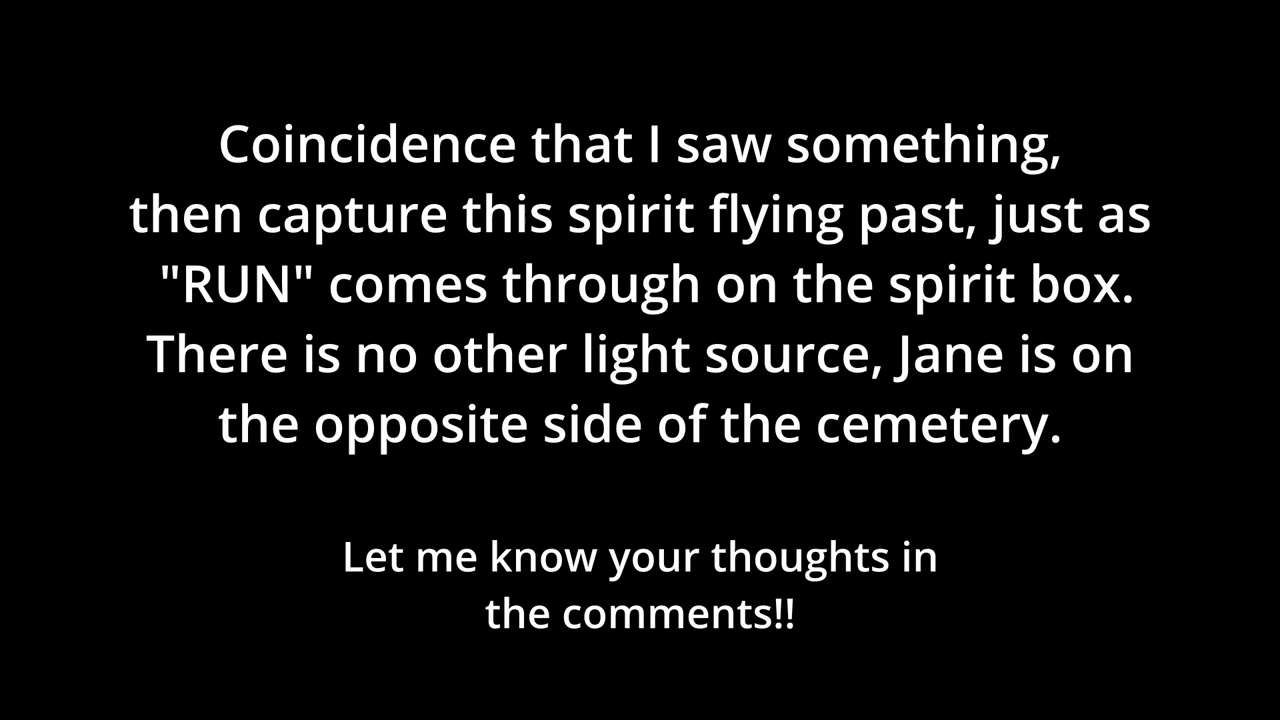 Coincidence that I saw something,
then capture this spirit flying past, just as
"RUN" comes through on the spirit box.
There is no other light source, Jane is on
the opposite side of the cemetery.
Let me know your thoughts in
the comments!!